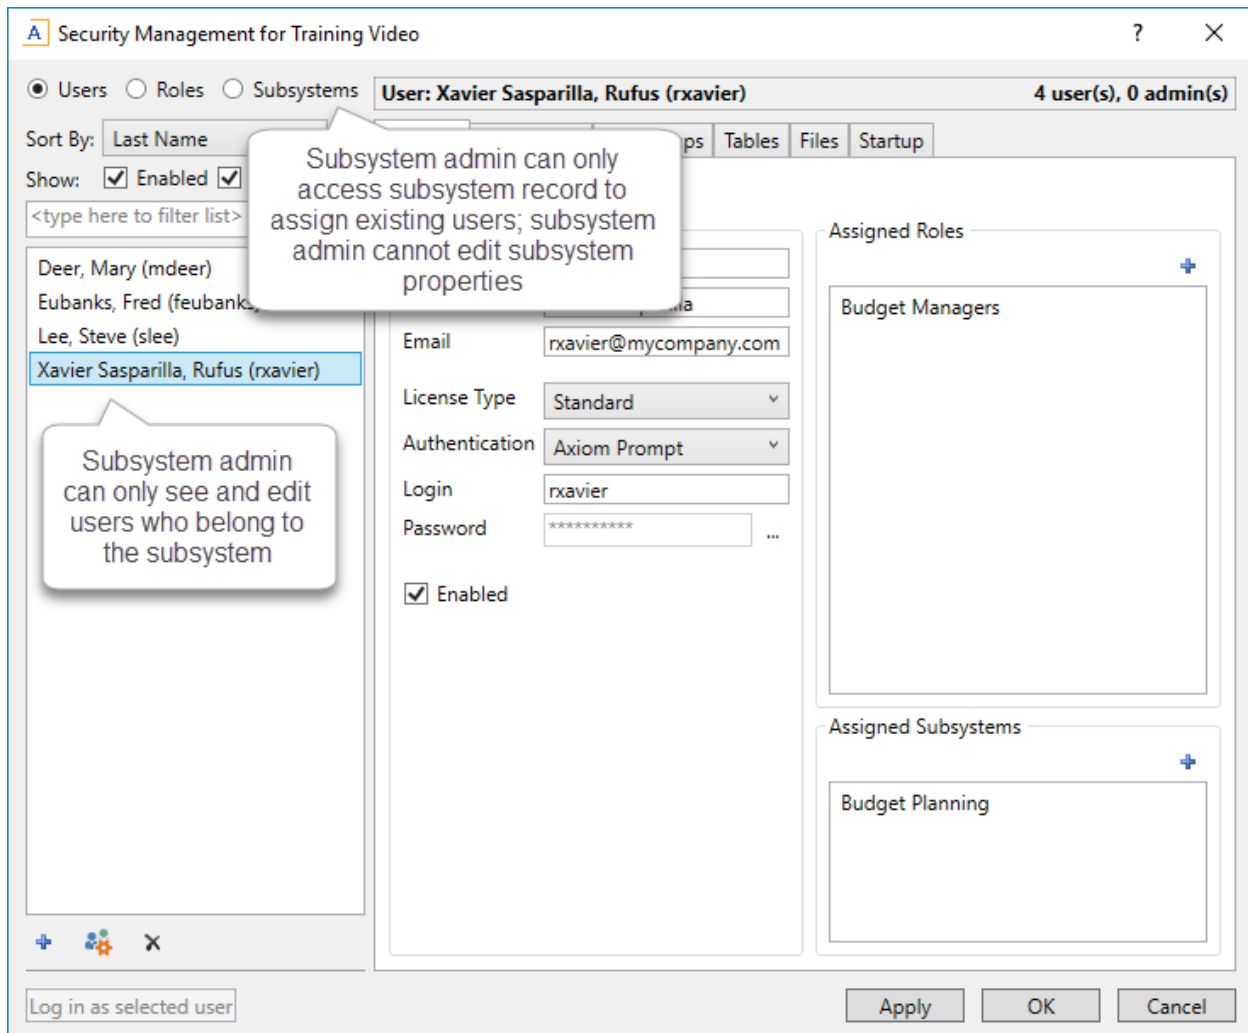 A Security Management for Training Video ? X
Users Roles Subsystems
User: Xavier Sasparilla, Rufus (rxavier) 4 user(s), 0 admin(s)
Sort By: Last Name
Show: Enabled
<type here to filter list>
Deer, Mary (mdeer)
Eubanks, Fred (feubanks)
Lee, Steve (slee)
Xavier Sasparilla, Rufus (rxavier)
Subsystem admin can only
access subsystem record to
assign existing users; subsystem
admin cannot edit subsystem
properties
Subsystem admin
can only see and edit
users who belong to
the subsystem
Tables Files Startup
Email rxavier@mycompany.com
License Type Standard
Authentication Axiom Prompt
Login rxavier
Password ********** ...
Enabled
Assigned Roles
Budget Managers
Assigned Subsystems
Budget Planning
Log in as selected user
Apply OK Cancel